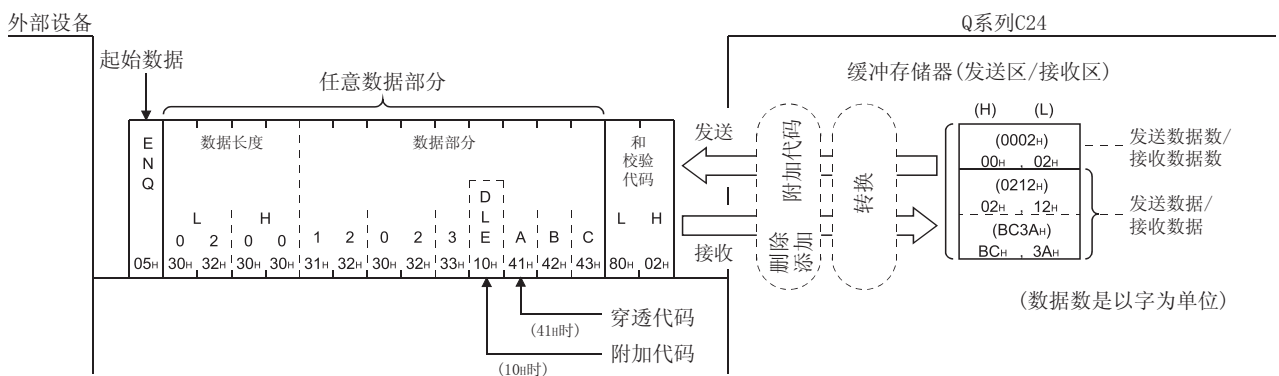 外部设备
Q系列C24
起始数据
任意数据部分
缓冲存储器(发送区/接收区)
E N Q
数据长度
数据部分
和校验代码
D L E
L H
0 2 0 0 1 2 0 2 3 A B C
L H
05H 30H 32H 30H 30H 31H 32H 30H 32H 33H 10H 41H 42H 43H 80H 02H
发送
接收
附加代码
删除 添加
转换
(H) (L)
(0002H)
00H , 02H
(0212H)
02H , 12H
(BC3AH)
BCH , 3AH
发送数据数/
接收数据数
发送数据/
接收数据
(数据数是以字为单位)
(41H时)
穿透代码
(10H时)
附加代码